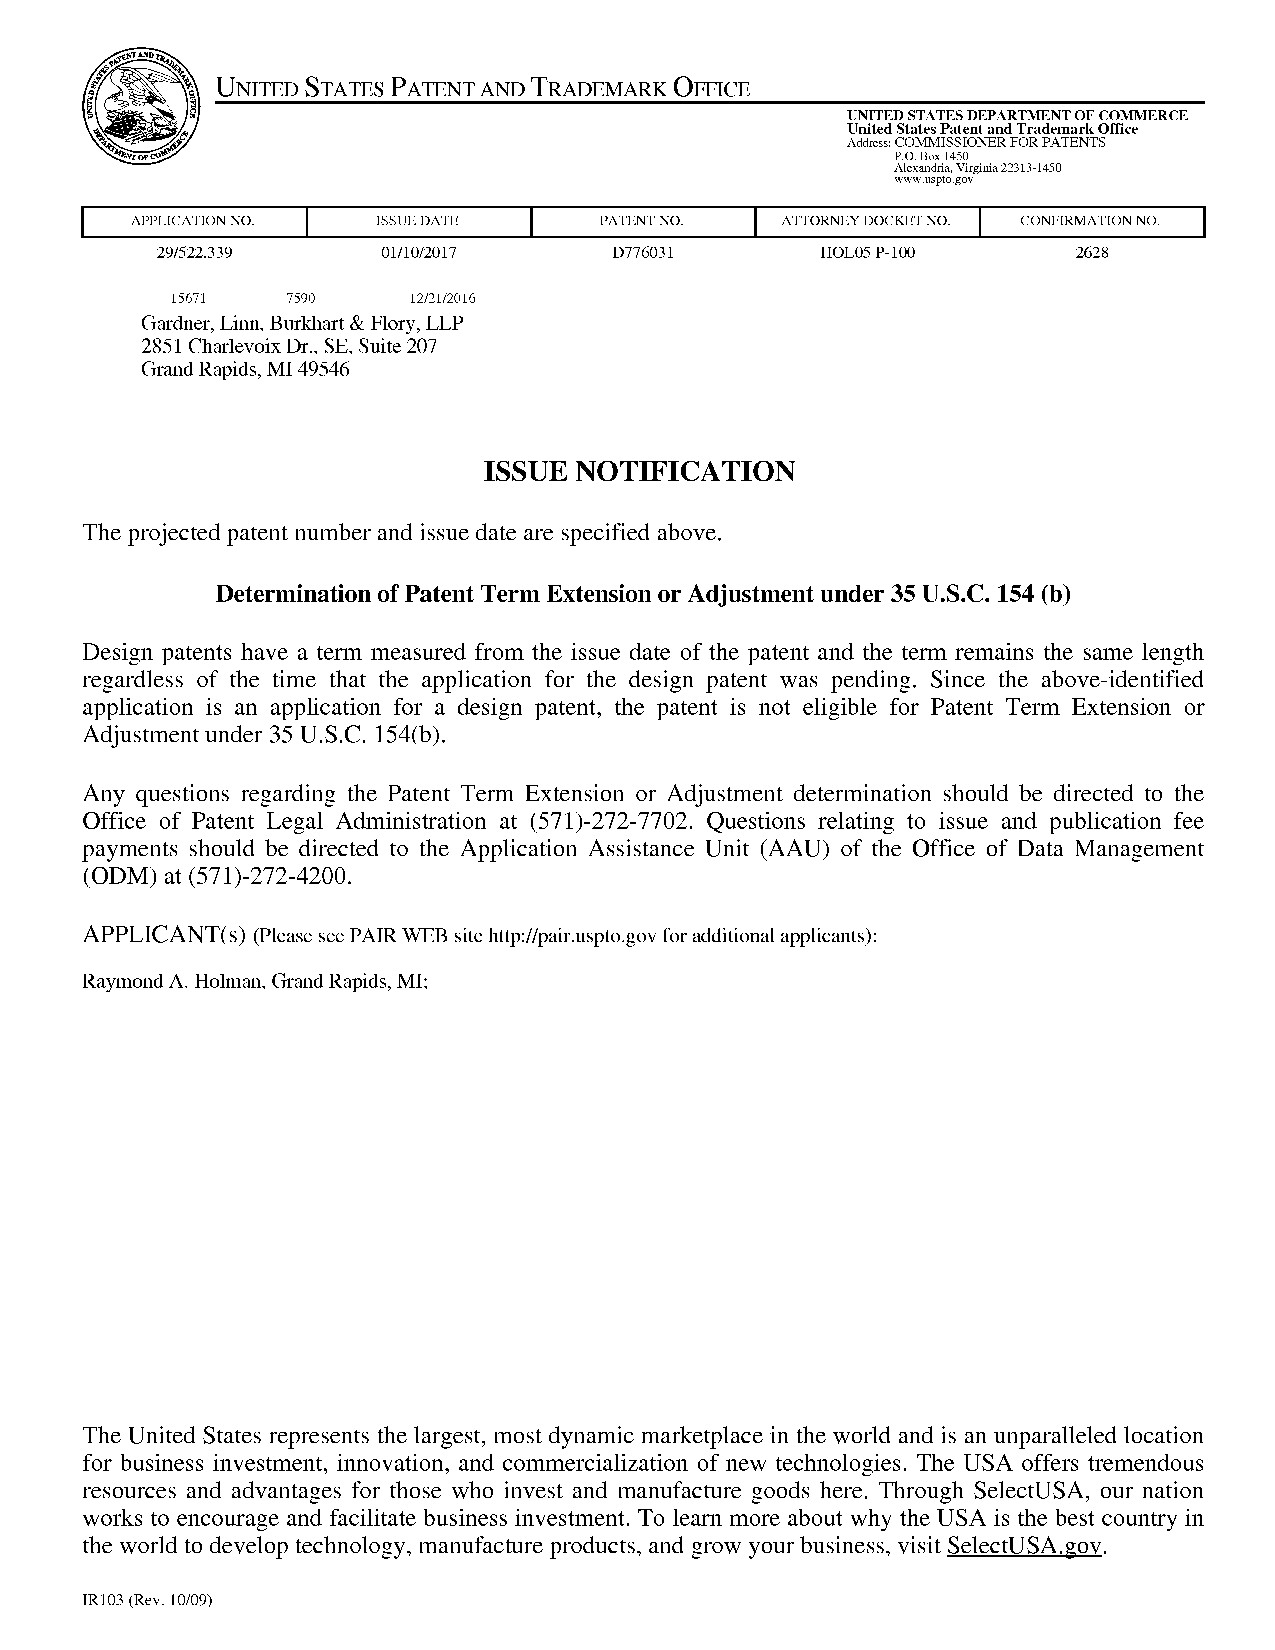 UNITED STATES PATENT AND TRADEMARK OFFICE
UNITED STATES PATENT AND TRADEMARK OFFICE
DEPARTMENT OF COMMERCE
UNITED STATES DEPARTMENT OF COMMERCE
United States Patent and Trademark Office
Address: COMMISSIONER FOR PATENTS
P.O. Box 1450
Alexandria, Virginia 22313-1450
www.uspto.gov
APPLICATION NO. ISSUE DATE PATENT NO. ATTORNEY DOCKET NO. CONFIRMATION NO.
29/522,339 01/10/2017 D776031 HOL05 P-100 2628
15671 7590 12/21/2016
Gardner, Linn, Burkhart & Flory, LLP
2851 Charlevoix Dr., SE, Suite 207
Grand Rapids, MI 49546
ISSUE NOTIFICATION
The projected patent number and issue date are specified above.
Determination of Patent Term Extension or Adjustment under 35 U.S.C. 154 (b)
Design patents have a term measured from the issue date of the patent and the term remains the same length
regardless of the time that the application for the design patent was pending. Since the above-identified
application is an application for a design patent, the patent is not eligible for Patent Term Extension or
Adjustment under 35 U.S.C. 154(b).
Any questions regarding the Patent Term Extension or Adjustment determination should be directed to the
Office of Patent Legal Administration at (571)-272-7702. Questions relating to issue and publication fee
payments should be directed to the Application Assistance Unit (AAU) of the Office of Data Management
(ODM) at (571)-272-4200.
APPLICANT(s) (Please see PAIR WEB site http://pair.uspto.gov for additional applicants):
Raymond A. Holman, Grand Rapids, MI;
The United States represents the largest, most dynamic marketplace in the world and is an unparalleled location
for business investment, innovation, and commercialization of new technologies. The USA offers tremendous
resources and advantages for those who invest and manufacture goods here. Through SelectUSA, our nation
works to encourage and facilitate business investment. To learn more about why the USA is the best country in
the world to develop technology, manufacture products, and grow your business, visit SelectUSA.gov.
IR103 (Rev. 10/09)